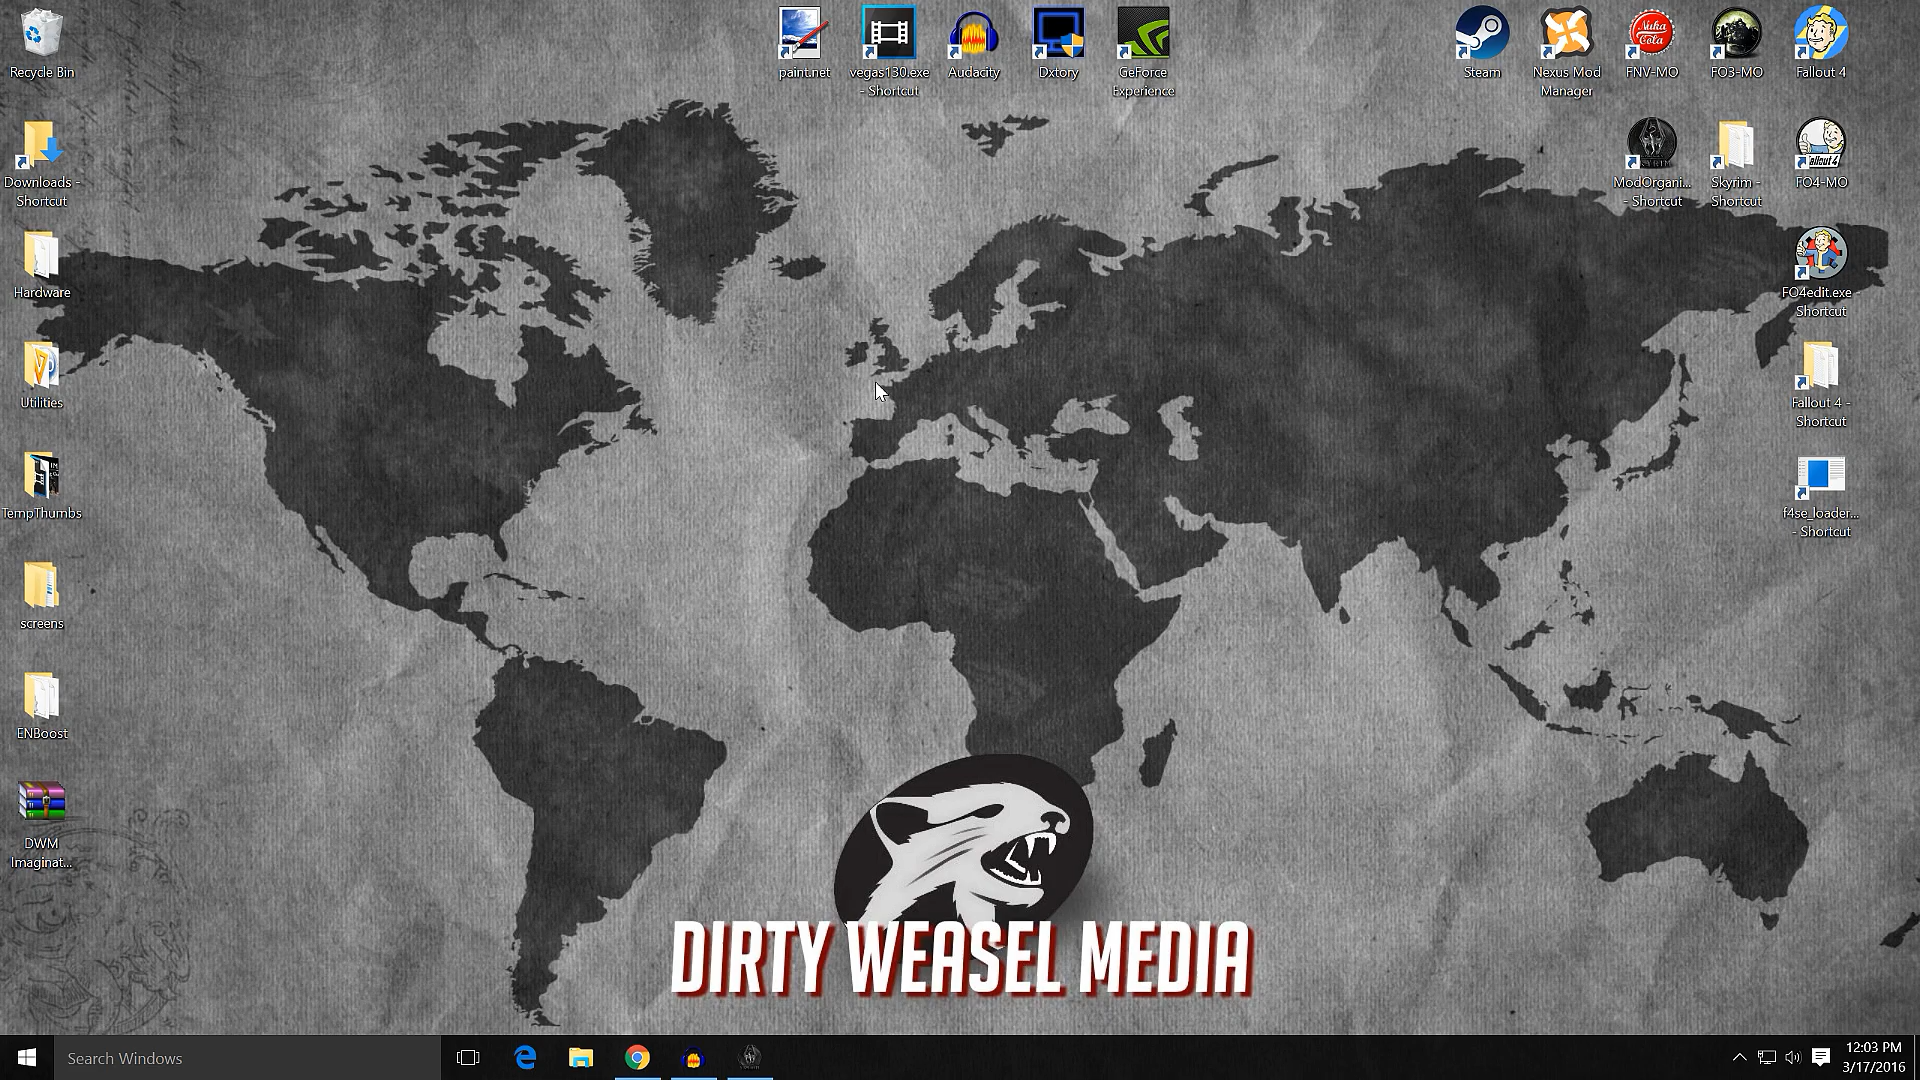 Recycle Bin
Downloads -
Shortcut
Hardware
Utilities
TempThumbs
screens
ENBoost
DWM
Imaginat...
paint.net
vegas130.exe
- Shortcut
Audacity
Dxtory
GeForce
Experience
Steam
Nexus Mod
Manager
Nuka
Cola
FNV-MO
FO3-MO
Fallout 4
ModOrgani...
- Shortcut
Skyrim -
Shortcut
FO4-MO
FO4edit.exe -
Shortcut
Fallout 4 -
Shortcut
f4se_loader...
- Shortcut
DIRTY WEASEL MEDIA
Search Windows
12:03 PM
3/17/2016